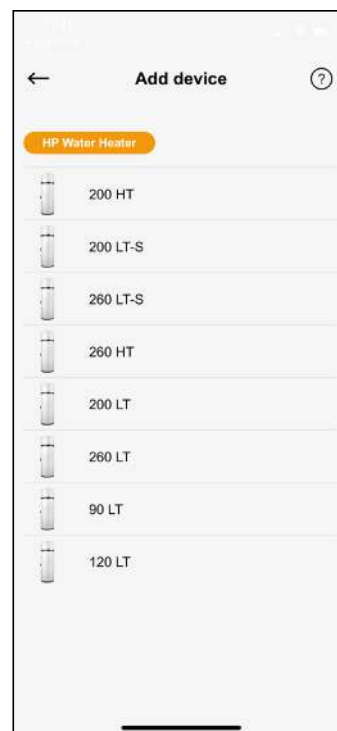 Add device
?
HP Water Heater
200 HT
200 LT-S
260 LT-S
260 HT
200 LT
260 LT
90 LT
120 LT